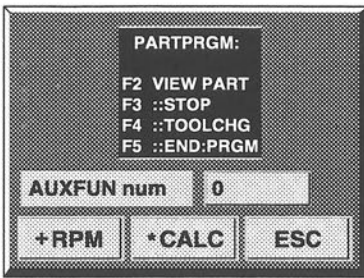 PARTPRGM:
F2 VIEW PART
F3 ::STOP
F4 ::TOOLCHG
F5 ::END:PRGM
AUXFUN num 0
+RPM *CALC ESC